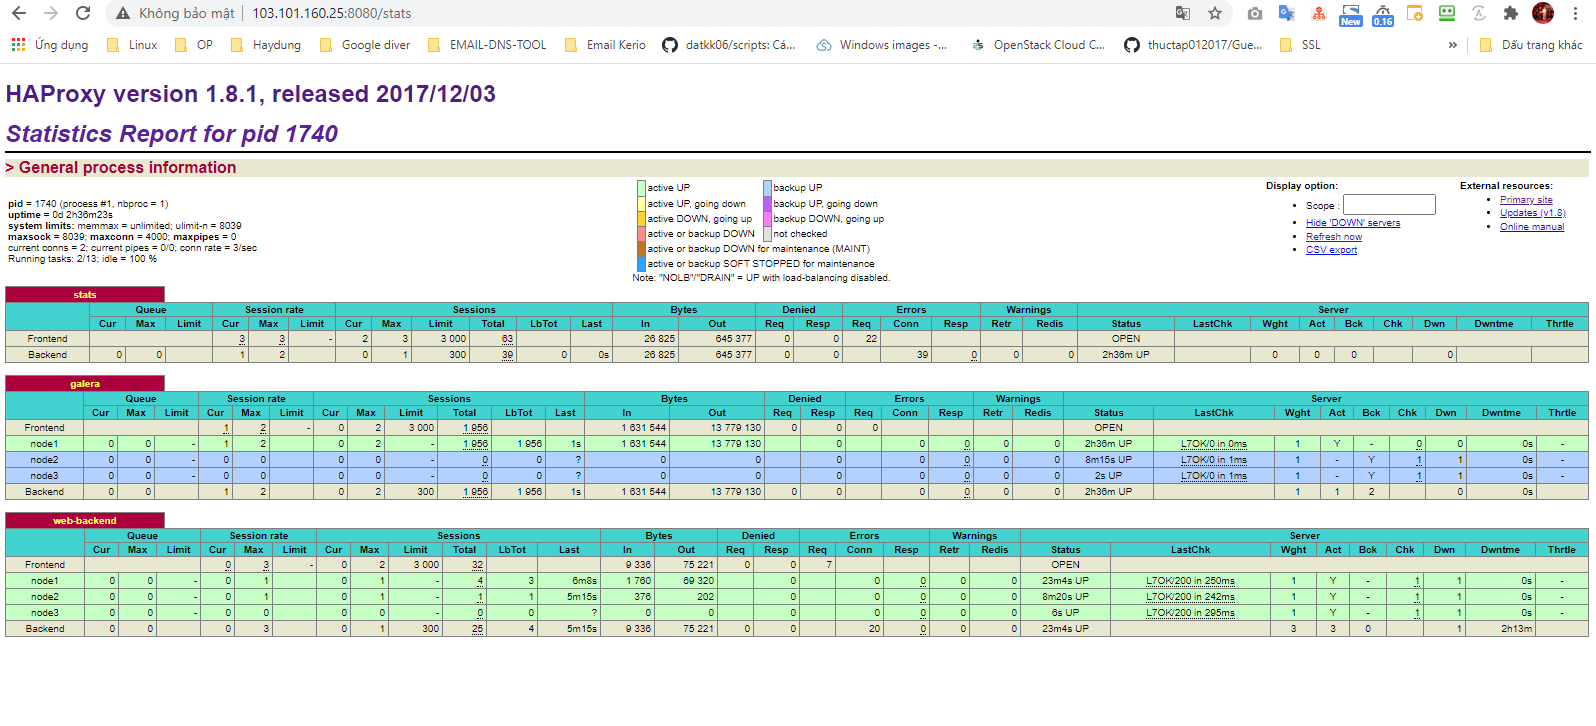 Không bảo mật | 103.101.160.25:8080/stats
New 0.16
Ứng dụng Linux OP Haydung Google diver EMAIL-DNS-TOOL Email Kerio datkk06/scripts: Cá... Windows images -... OpenStack Cloud C... thuctap012017/Gue... SSL » Dấu trang khác
HAProxy version 1.8.1, released 2017/12/03
Statistics Report for pid 1740
> General process information
pid = 1740 (process #1, nbproc = 1)
uptime = 0d 2h36m23s
system limits: memmax = unlimited; ulimit-n = 8039
maxsock = 8039; maxconn = 4000; maxpipes = 0
current conns = 2; current pipes = 0/0; conn rate = 3/sec
Running tasks: 2/13; idle = 100 %
active UP backup UP
active UP, going down backup UP, going down
active DOWN, going up backup DOWN, going up
active or backup DOWN not checked
active or backup DOWN for maintenance (MAINT)
active or backup SOFT STOPPED for maintenance
Note: "NOLB"/"DRAIN" = UP with load-balancing disabled.
Display option:
• Scope :
• Hide 'DOWN' servers
• Refresh now
• CSV export
External resources:
• Primary site
• Updates (v1.8)
• Online manual
stats
Queue Session rate Sessions Bytes Denied Errors Warnings Server
Cur Max Limit Cur Max Limit Cur Max Limit Total LbTot Last In Out Req Resp Req Conn Resp Retr Redis Status LastChk Wght Act Bck Chk Dwn Dwntme Thrtle
Frontend 3 3 - 2 3 3 000 63 26 825 645 377 0 0 22 OPEN
Backend 0 0 1 2 0 1 300 39 0 0s 26 825 645 377 0 0 39 0 0 0 2h36m UP 0 0 0 0
galera
Queue Session rate Sessions Bytes Denied Errors Warnings Server
Cur Max Limit Cur Max Limit Cur Max Limit Total LbTot Last In Out Req Resp Req Conn Resp Retr Redis Status LastChk Wght Act Bck Chk Dwn Dwntme Thrtle
Frontend 1 2 - 0 2 3 000 1 956 1 631 544 13 779 130 0 0 0 OPEN
node1 0 0 - 1 2 0 2 - 1 956 1 956 1s 1 631 544 13 779 130 0 0 0 0 0 2h36m UP L7OK/0 in 0ms 1 Y - 0 0 0s -
node2 0 0 - 0 0 0 0 - 0 0 ? 0 0 0 0 0 0 0 8m15s UP L7OK/0 in 1ms 1 - Y 1 1 0s -
node3 0 0 - 0 0 0 0 - 0 0 ? 0 0 0 0 0 0 0 2s UP L7OK/0 in 1ms 1 - Y 1 1 0s -
Backend 0 0 1 2 0 2 300 1 956 1 956 1s 1 631 544 13 779 130 0 0 0 0 0 0 2h36m UP 1 1 2 0 0s
web-backend
Queue Session rate Sessions Bytes Denied Errors Warnings Server
Cur Max Limit Cur Max Limit Cur Max Limit Total LbTot Last In Out Req Resp Req Conn Resp Retr Redis Status LastChk Wght Act Bck Chk Dwn Dwntme Thrtle
Frontend 0 3 - 0 2 3 000 32 9 336 75 221 0 0 7 OPEN
node1 0 0 - 0 1 0 1 - 4 3 6m8s 1 760 69 320 0 0 0 0 0 23m4s UP L7OK/200 in 250ms 1 Y - 1 1 0s -
node2 0 0 - 0 1 0 1 - 1 1 5m15s 376 202 0 0 0 0 0 8m20s UP L7OK/200 in 242ms 1 Y - 1 1 0s -
node3 0 0 - 0 0 0 0 - 0 0 ? 0 0 0 0 0 0 0 6s UP L7OK/200 in 295ms 1 Y - 1 1 0s -
Backend 0 0 0 3 0 1 300 25 4 5m15s 9 336 75 221 0 0 20 0 0 0 23m4s UP 3 3 0 1 2h13m